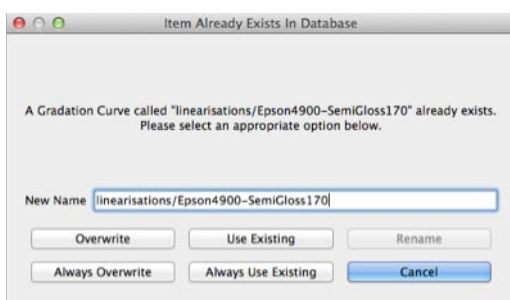 Item Already Exists In Database
A Gradation Curve called "linearisations/Epson4900-SemiGloss170" already exists.
Please select an appropriate option below.
New Name linearisations/Epson4900-SemiGloss170
Overwrite Use Existing Rename
Always Overwrite Always Use Existing Cancel